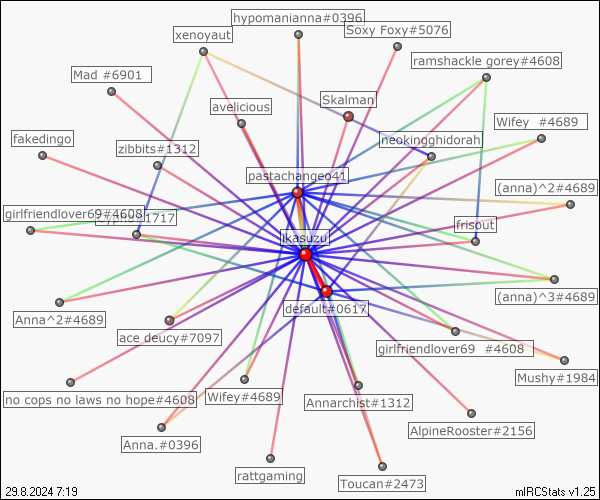 hypomanianna#0396
Soxy Foxy#5076
xenoyaut
ramshackle gorey#4608
Mad #6901
avelicious
Skalman
Wifey #4689
neokingghidorah
fakedingo
zibbits#1312
pastachangeo41
(anna)^2#4689
girlfriendlover69#4608
#1717
frisout
ikasuzu
(anna)^3#4689
default#0617
Anna^2#4689
ace deucy#7097
girlfriendlover69 #4608
Mushy#1984
no cops no laws no hope#4608
Wifey#4689
Annarchist#1312
AlpineRooster#2156
Anna.#0396
rattgaming
Toucan#2473
29.8.2024 7:19
mIRCStats v1.25